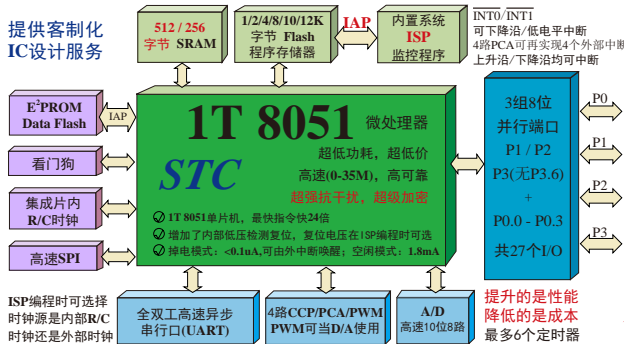 提供客制化
IC设计服务
512 / 256
字节 SRAM
1/2/4/8/10/12K
字节 Flash
程序存储器
IAP
内置系统
ISP
监控程序
INT0/INT1
可下降沿/低电平中断
4路PCA可再实现4个外部中断
上升沿/下降沿均可中断
E²PROM
Data Flash
IAP
看门狗
集成片内
R/C时钟
高速SPI
1T 8051 微处理器
STC
超低功耗，超低价
高速(0-35M)，高可靠
超强抗干扰，超级加密
1T 8051单片机，最快指令快24倍
增加了内部低压检测复位，复位电压在ISP编程时可选
掉电模式：<0.1uA,可由外中断唤醒；空闲模式：1.8mA
3组8位
并行端口
P1 / P2
P3(无P3.6)
+
P0.0 - P0.3
共27个I/O
P0
P1
P2
P3
ISP编程时可选择
时钟源是内部R/C
时钟还是外部时钟
全双工高速异步
串行口(UART)
4路CCP/PCA/PWM
PWM可当D/A使用
A/D
高速10位8路
提升的是性能
降低的是成本
最多6个定时器